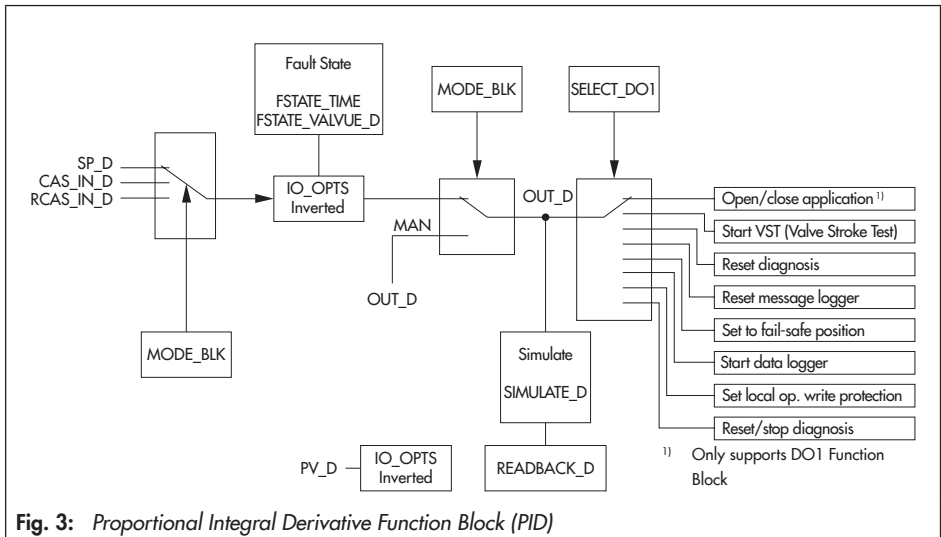 Fault State
FSTATE_TIME
FSTATE_VALVUE_D
MODE_BLK
SELECT_DO1
SP_D
CAS_IN_D
RCAS_IN_D
IO_OPTS
Inverted
MAN
OUT_D
OUT_D
MODE_BLK
Simulate
SIMULATE_D
READBACK_D
PV_D
IO_OPTS
Inverted
Open/close application 1)
Start VST (Valve Stroke Test)
Reset diagnosis
Reset message logger
Set to fail-safe position
Start data logger
Set local op. write protection
Reset/stop diagnosis
1) Only supports DO1 Function
Block
Fig. 3: Proportional Integral Derivative Function Block (PID)